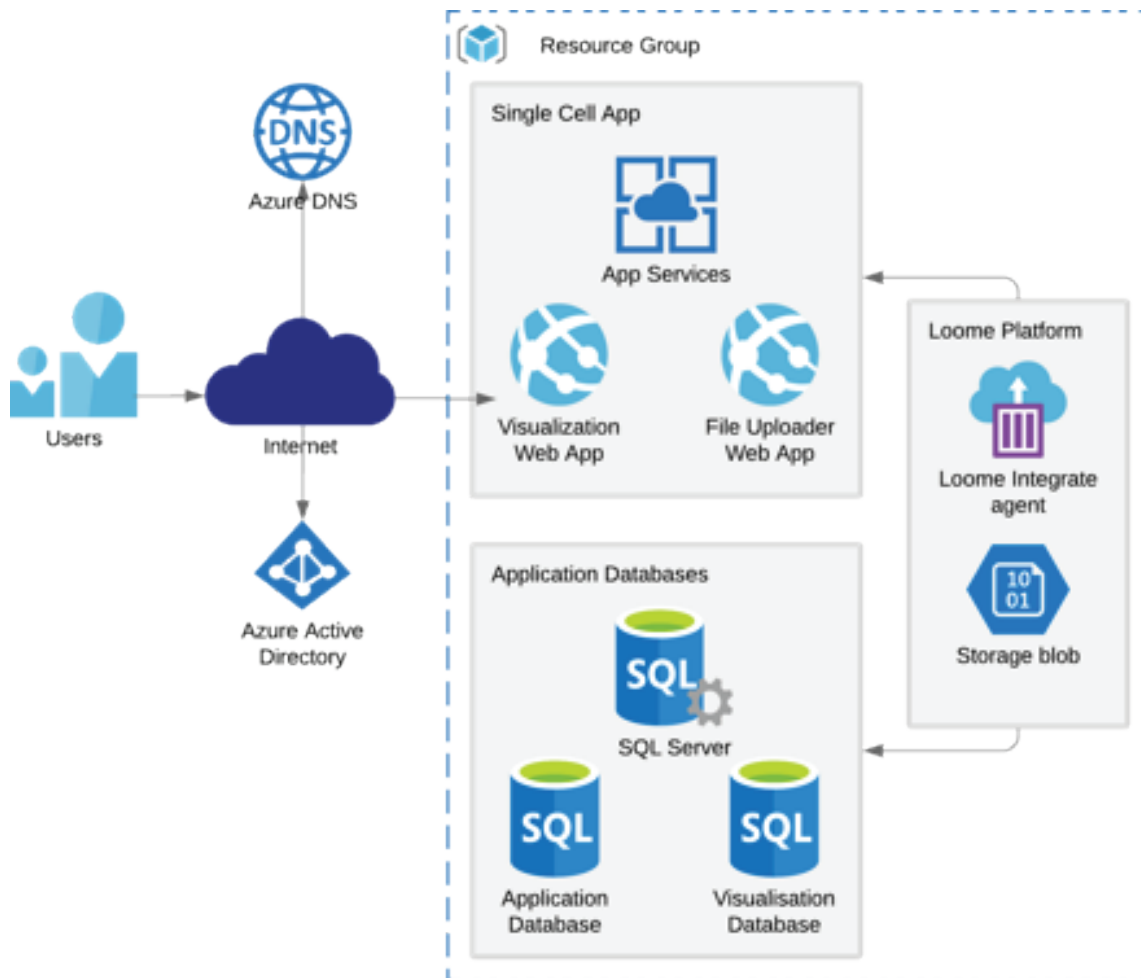 Resource Group
Single Cell App
DNS
Azure DNS
App Services
Users
Internet
Visualization
Web App
File Uploader
Web App
Loome Platform
Loome Integrate
agent
10
01
Storage blob
Azure Active
Directory
Application Databases
SQL
SQL Server
SQL
Application
Database
SQL
Visualisation
Database